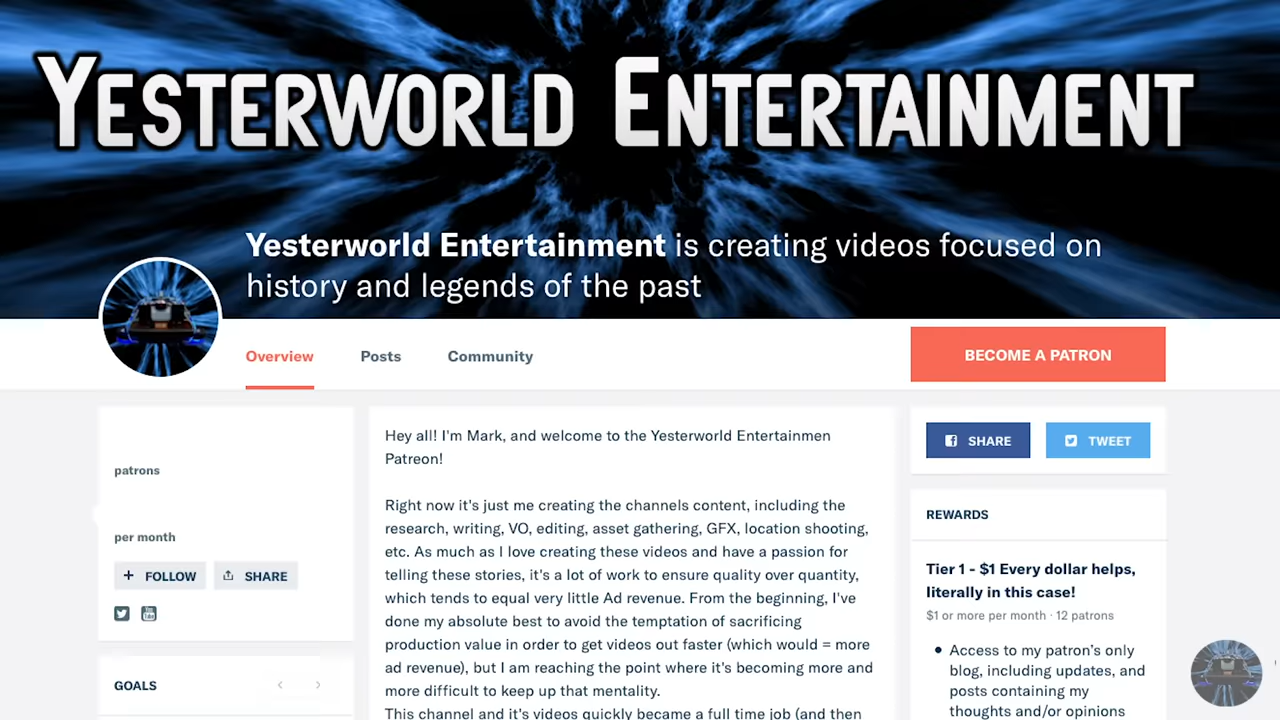 YESTERWORLD ENTERTAINMENT
Yesterworld Entertainment is creating videos focused on
history and legends of the past
Overview
Posts
Community
BECOME A PATRON
patrons
per month
+ FOLLOW
SHARE
GOALS
Hey all! I'm Mark, and welcome to the Yesterworld Entertainmen
Patreon!
Right now it's just me creating the channels content, including the
research, writing, VO, editing, asset gathering, GFX, location shooting,
etc. As much as I love creating these videos and have a passion for
telling these stories, it's a lot of work to ensure quality over quantity,
which tends to equal very little Ad revenue. From the beginning, I've
done my absolute best to avoid the temptation of sacrificing
production value in order to get videos out faster (which would = more
ad revenue), but I am reaching the point where it's becoming more and
more difficult to keep up that mentality.
This channel and it's videos quickly became a full time job (and then
SHARE
TWEET
REWARDS
Tier 1 - $1 Every dollar helps,
literally in this case!
$1 or more per month · 12 patrons
• Access to my patron's only
blog, including updates, and
posts containing my
thoughts and/or opinions